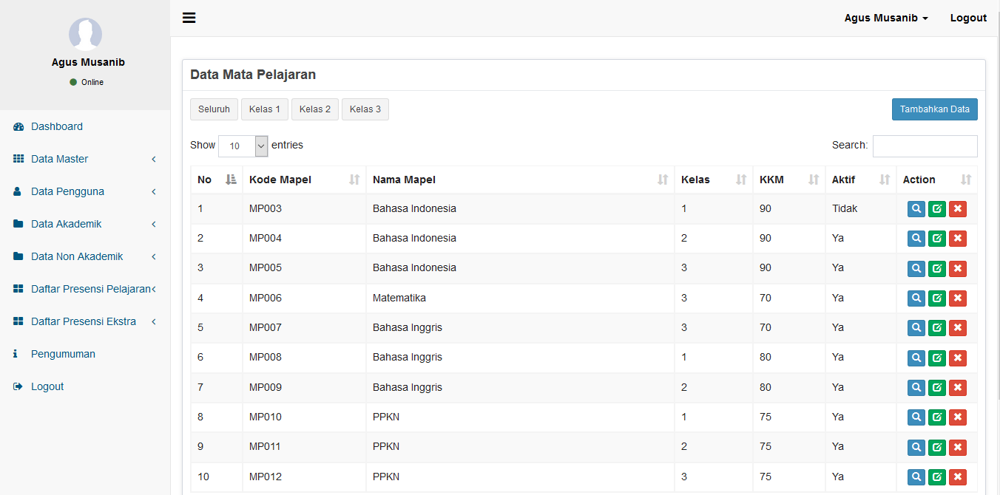 Agus Musanib
Online
Dashboard
Data Master
Data Pengguna
Data Akademik
Data Non Akademik
Daftar Presensi Pelajaran
Daftar Presensi Ekstra
Pengumuman
Logout
Agus Musanib Logout
Data Mata Pelajaran
Seluruh Kelas 1 Kelas 2 Kelas 3 Tambahkan Data
Show 10 entries Search:
No Kode Mapel Nama Mapel Kelas KKM Aktif Action
1 MP003 Bahasa Indonesia 1 90 Tidak
2 MP004 Bahasa Indonesia 2 90 Ya
3 MP005 Bahasa Indonesia 3 90 Ya
4 MP006 Matematika 3 70 Ya
5 MP007 Bahasa Inggris 3 70 Ya
6 MP008 Bahasa Inggris 1 80 Ya
7 MP009 Bahasa Inggris 2 80 Ya
8 MP010 PPKN 1 75 Ya
9 MP011 PPKN 2 75 Ya
10 MP012 PPKN 3 75 Ya